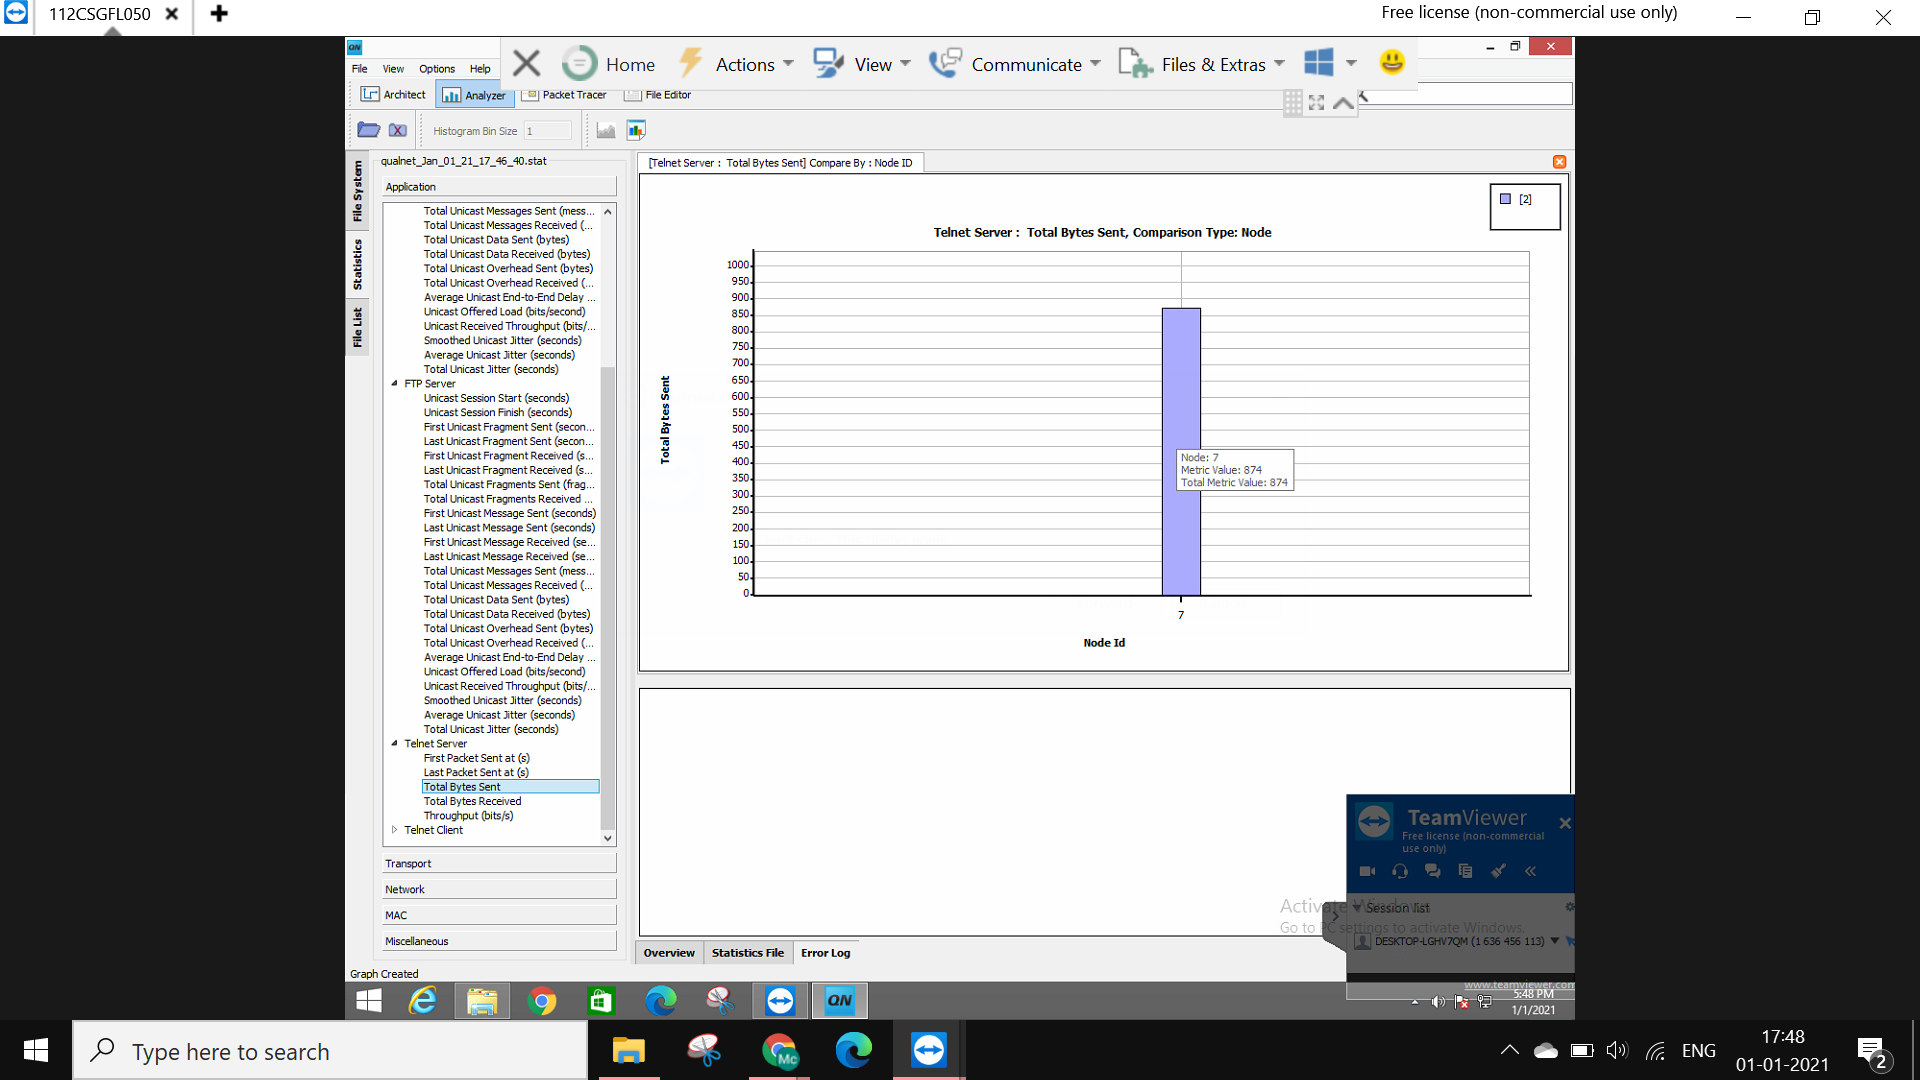 112CSGFL050
Free license (non-commercial use only)
QN
File View Options Help
Home Actions View Communicate Files & Extras
Architect Analyzer Packet Tracer File Editor
Histogram Bin Size 1
File System
Statistics
File List
qualnet_Jan_01_21_17_46_40.stat
Application
Total Unicast Messages Sent (mess...
Total Unicast Messages Received (...
Total Unicast Data Sent (bytes)
Total Unicast Data Received (bytes)
Total Unicast Overhead Sent (bytes)
Total Unicast Overhead Received (...
Average Unicast End-to-End Delay ...
Unicast Offered Load (bits/second)
Unicast Received Throughput (bits/...
Smoothed Unicast Jitter (seconds)
Average Unicast Jitter (seconds)
Total Unicast Jitter (seconds)
FTP Server
Unicast Session Start (seconds)
Unicast Session Finish (seconds)
First Unicast Fragment Sent (secon...
Last Unicast Fragment Sent (secon...
First Unicast Fragment Received (s...
Last Unicast Fragment Received (s...
Total Unicast Fragments Sent (frag...
Total Unicast Fragments Received ...
First Unicast Message Sent (seconds)
Last Unicast Message Sent (seconds)
First Unicast Message Received (se...
Last Unicast Message Received (se...
Total Unicast Messages Sent (mess...
Total Unicast Messages Received (...
Total Unicast Data Sent (bytes)
Total Unicast Data Received (bytes)
Total Unicast Overhead Sent (bytes)
Total Unicast Overhead Received (...
Average Unicast End-to-End Delay ...
Unicast Offered Load (bits/second)
Unicast Received Throughput (bits/...
Smoothed Unicast Jitter (seconds)
Average Unicast Jitter (seconds)
Total Unicast Jitter (seconds)
Telnet Server
First Packet Sent at (s)
Last Packet Sent at (s)
Total Bytes Sent
Total Bytes Received
Throughput (bits/s)
Telnet Client
Transport
Network
MAC
Miscellaneous
Graph Created
[Telnet Server : Total Bytes Sent] Compare By : Node ID
[2]
Telnet Server : Total Bytes Sent, Comparison Type: Node
Total Bytes Sent
1000
950
900
850
800
750
700
650
600
550
500
450
400
350
300
250
200
150
100
50
0
Node: 7
Metric Value: 874
Total Metric Value: 874
7
Node Id
Overview Statistics File Error Log
Activate Windows
Go to PC settings to activate Windows.
TeamViewer
Free license (non-commercial
use only)
Session list
DESKTOP-LGHV7QM (1 636 456 113)
www.teamviewer.com
QN
5:48 PM
1/1/2021
Type here to search
Mc
ENG
17:48
01-01-2021
2